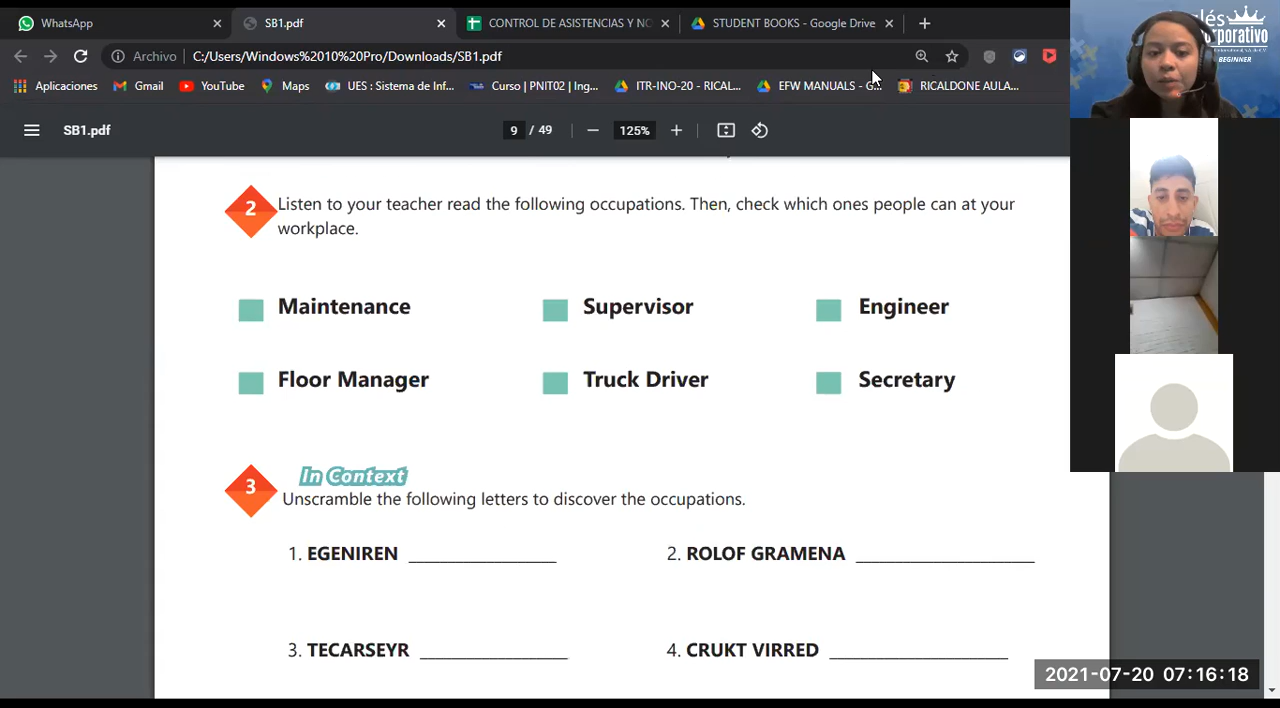 WhatsApp
SB1.pdf
CONTROL DE ASISTENCIAS Y NO
STUDENT BOOKS - Google Drive
Archivo
C:/Users/Windows%2010%20Pro/Downloads/SB1.pdf
Aplicaciones
Gmail
YouTube
Maps
UES : Sistema de Inf...
Curso | PNIT02 | Ing...
ITR-INO-20 - RICAL...
EFW MANUALS - G...
RICALDONE AULA...
BEGINNER
SB1.pdf
9 / 49
125%
2
Listen to your teacher read the following occupations. Then, check which ones people can at your
workplace.
Maintenance
Supervisor
Engineer
Floor Manager
Truck Driver
Secretary
3
In Context
Unscramble the following letters to discover the occupations.
1. EGENIREN ________________
2. ROLOF GRAMENA ___________________
3. TECARSEYR ________________
4. CRUKT VIRRED ___________________
2021-07-20 07:16:18